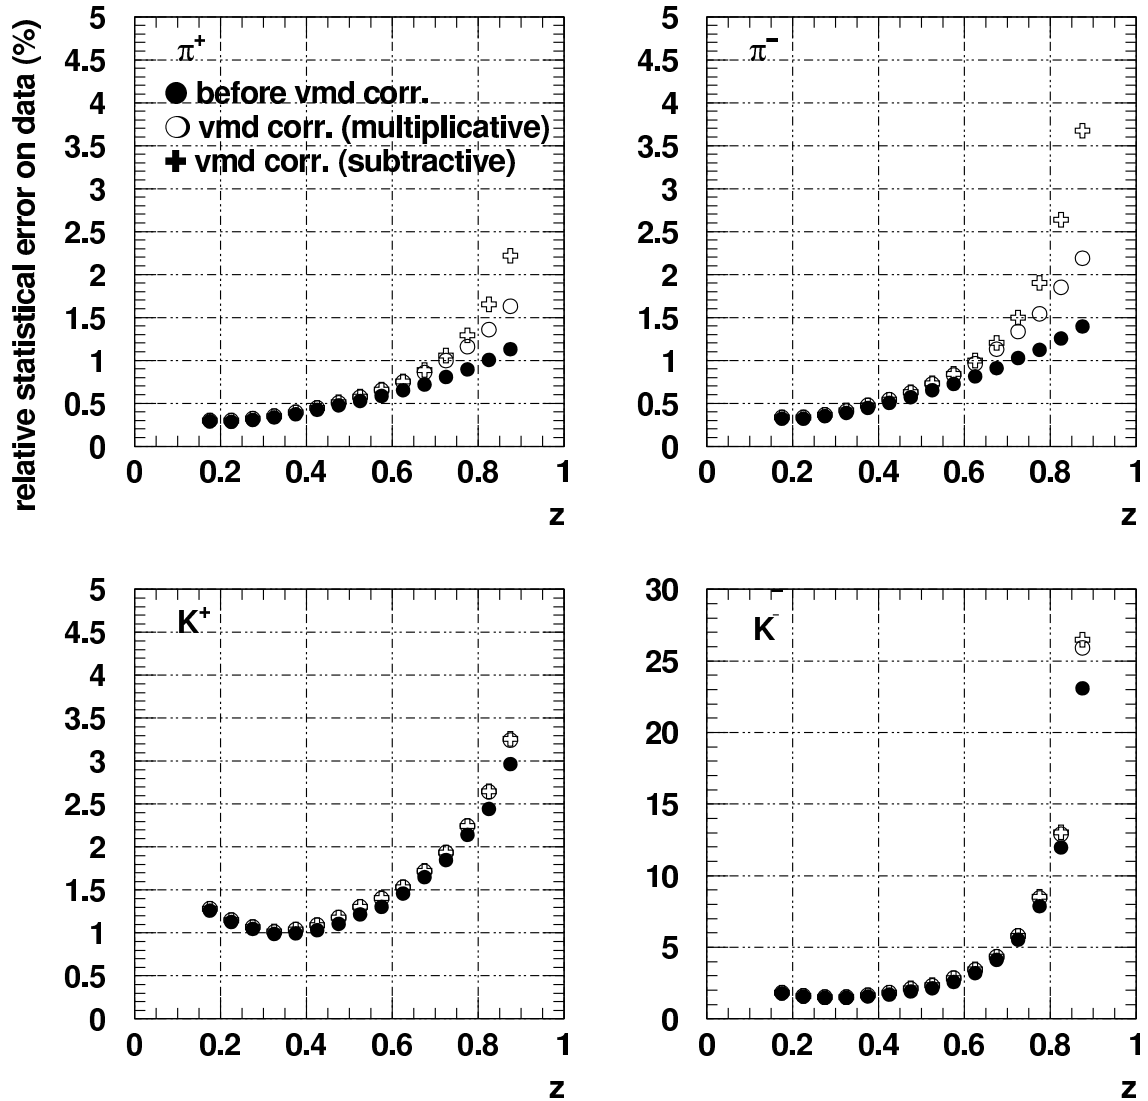 relative statistical error on data (%)
5
4.5
4
3.5
3
2.5
2
1.5
1
0.5
0
π+
● before vmd corr.
○ vmd corr. (multiplicative)
✚ vmd corr. (subtractive)
0 0.2 0.4 0.6 0.8 1
z
5
4.5
4
3.5
3
2.5
2
1.5
1
0.5
0
π−
0 0.2 0.4 0.6 0.8 1
z
5
4.5
4
3.5
3
2.5
2
1.5
1
0.5
0
K+
0 0.2 0.4 0.6 0.8 1
z
30
25
20
15
10
5
0
K-
0 0.2 0.4 0.6 0.8 1
z